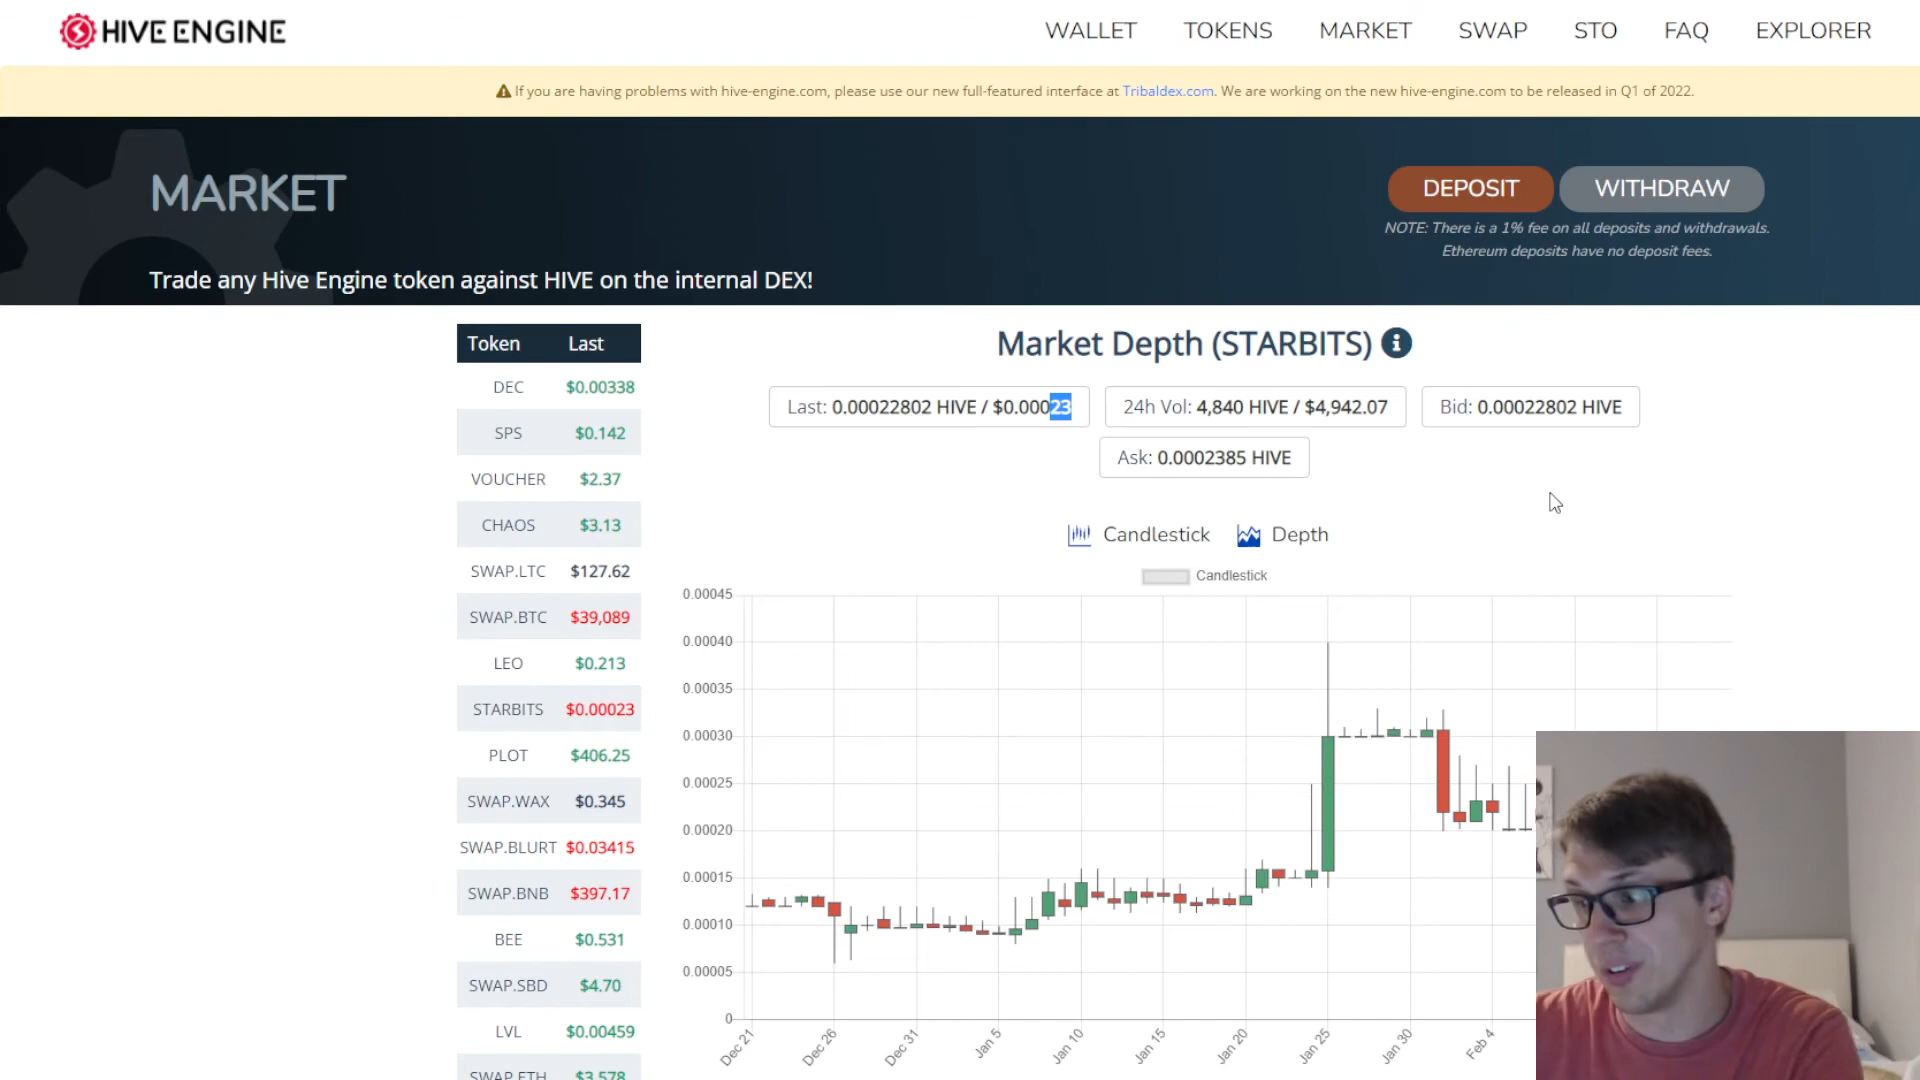 HIVE ENGINE
WALLET TOKENS MARKET SWAP STO FAQ EXPLORER
If you are having problems with hive-engine.com, please use our new full-featured interface at Tribaldex.com. We are working on the new hive-engine.com to be released in Q1 of 2022.
MARKET
DEPOSIT WITHDRAW
NOTE: There is a 1% fee on all deposits and withdrawals.
Ethereum deposits have no deposit fees.
Trade any Hive Engine token against HIVE on the internal DEX!
Token Last
DEC $0.00338
SPS $0.142
VOUCHER $2.37
CHAOS $3.13
SWAP.LTC $127.62
SWAP.BTC $39,089
LEO $0.213
STARBITS $0.00023
PLOT $406.25
SWAP.WAX $0.345
SWAP.BLURT $0.03415
SWAP.BNB $397.17
BEE $0.531
SWAP.SBD $4.70
LVL $0.00459
SWAP.ETH $3,578
Market Depth (STARBITS)
Last: 0.00022802 HIVE / $0.00023
24h Vol: 4,840 HIVE / $4,942.07
Bid: 0.00022802 HIVE
Ask: 0.0002385 HIVE
Candlestick Depth
Candlestick
0.00045
0.00040
0.00035
0.00030
0.00025
0.00020
0.00015
0.00010
0.00005
0
Dec 21 Dec 26 Dec 31 Jan 5 Jan 10 Jan 15 Jan 20 Jan 25 Jan 30 Feb 4